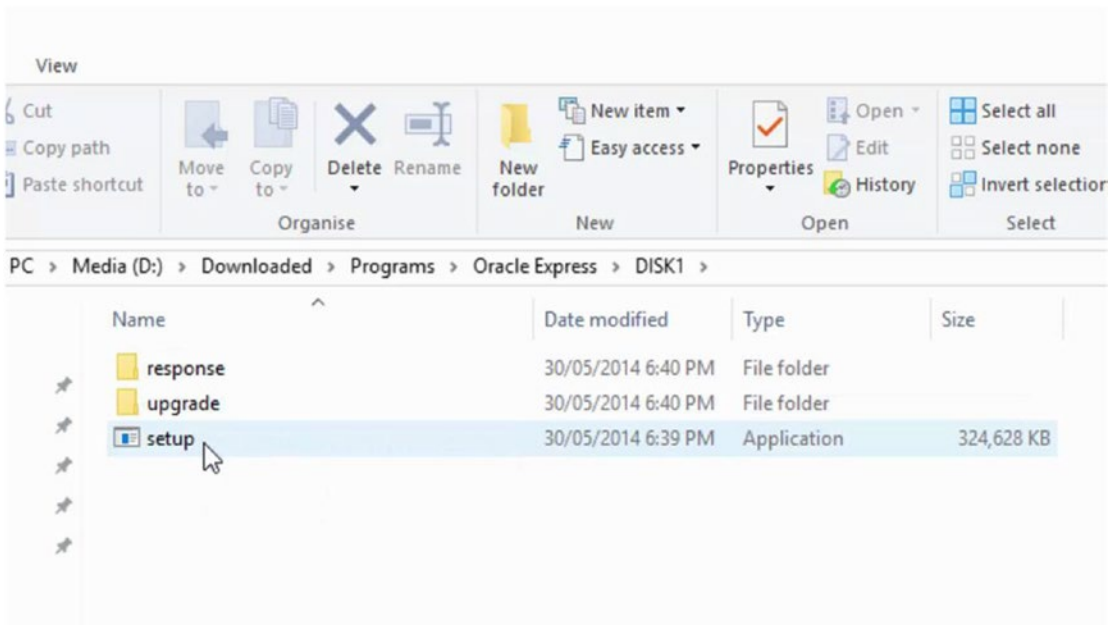 View
Cut
Copy path
Paste shortcut
Move to
Copy to
Delete
Rename
Organise
New folder
New item
Easy access
New
Properties
Open
Edit
History
Open
Select all
Select none
Invert selection
Select
PC > Media (D:) > Downloaded > Programs > Oracle Express > DISK1 >
Name Date modified Type Size
response 30/05/2014 6:40 PM File folder
upgrade 30/05/2014 6:40 PM File folder
setup 30/05/2014 6:39 PM Application 324,628 KB